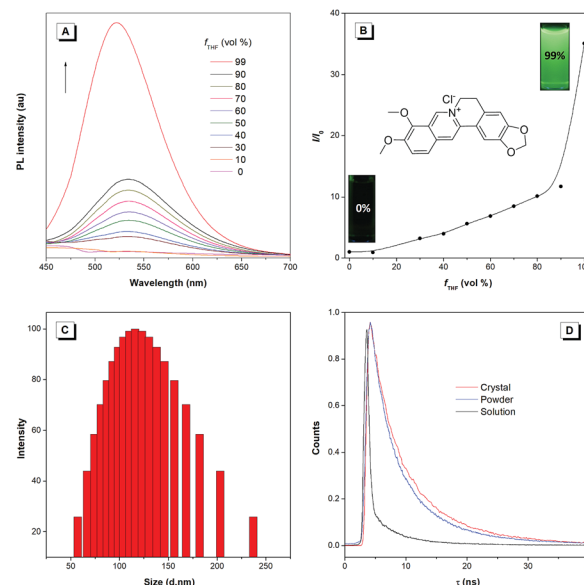 A
f_THF (vol %)
99
90
80
70
60
50
40
30
10
0
PL intensity (au)
450 500 550 600 650 700
Wavelength (nm)
B
40
30
20
10
0
I/I0
99%
0%
Cl-
N+
O
O
O
O
0 20 40 60 80 100
f_THF (vol %)
C
100
80
60
40
20
Intensity
50 100 150 200 250
Size (d.nm)
D
1.0
0.8
0.6
0.4
0.2
0.0
Counts
Crystal
Powder
Solution
0 10 20 30
τ (ns)